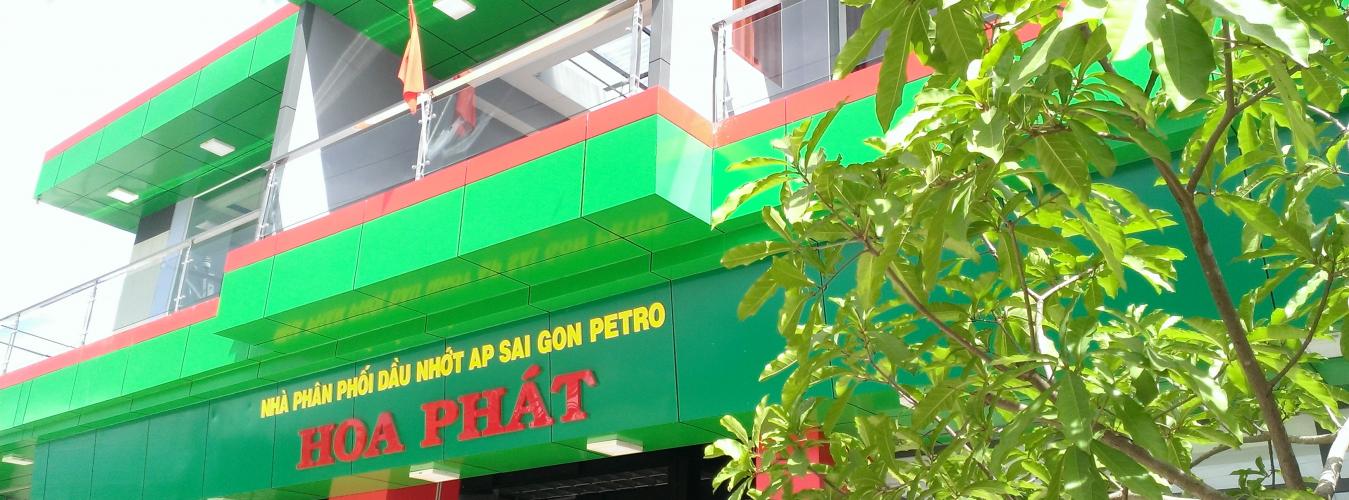 NHÀ PHÂN PHỐI DẦU NHỚT AP SAI GON PETRO
HOA PHÁT